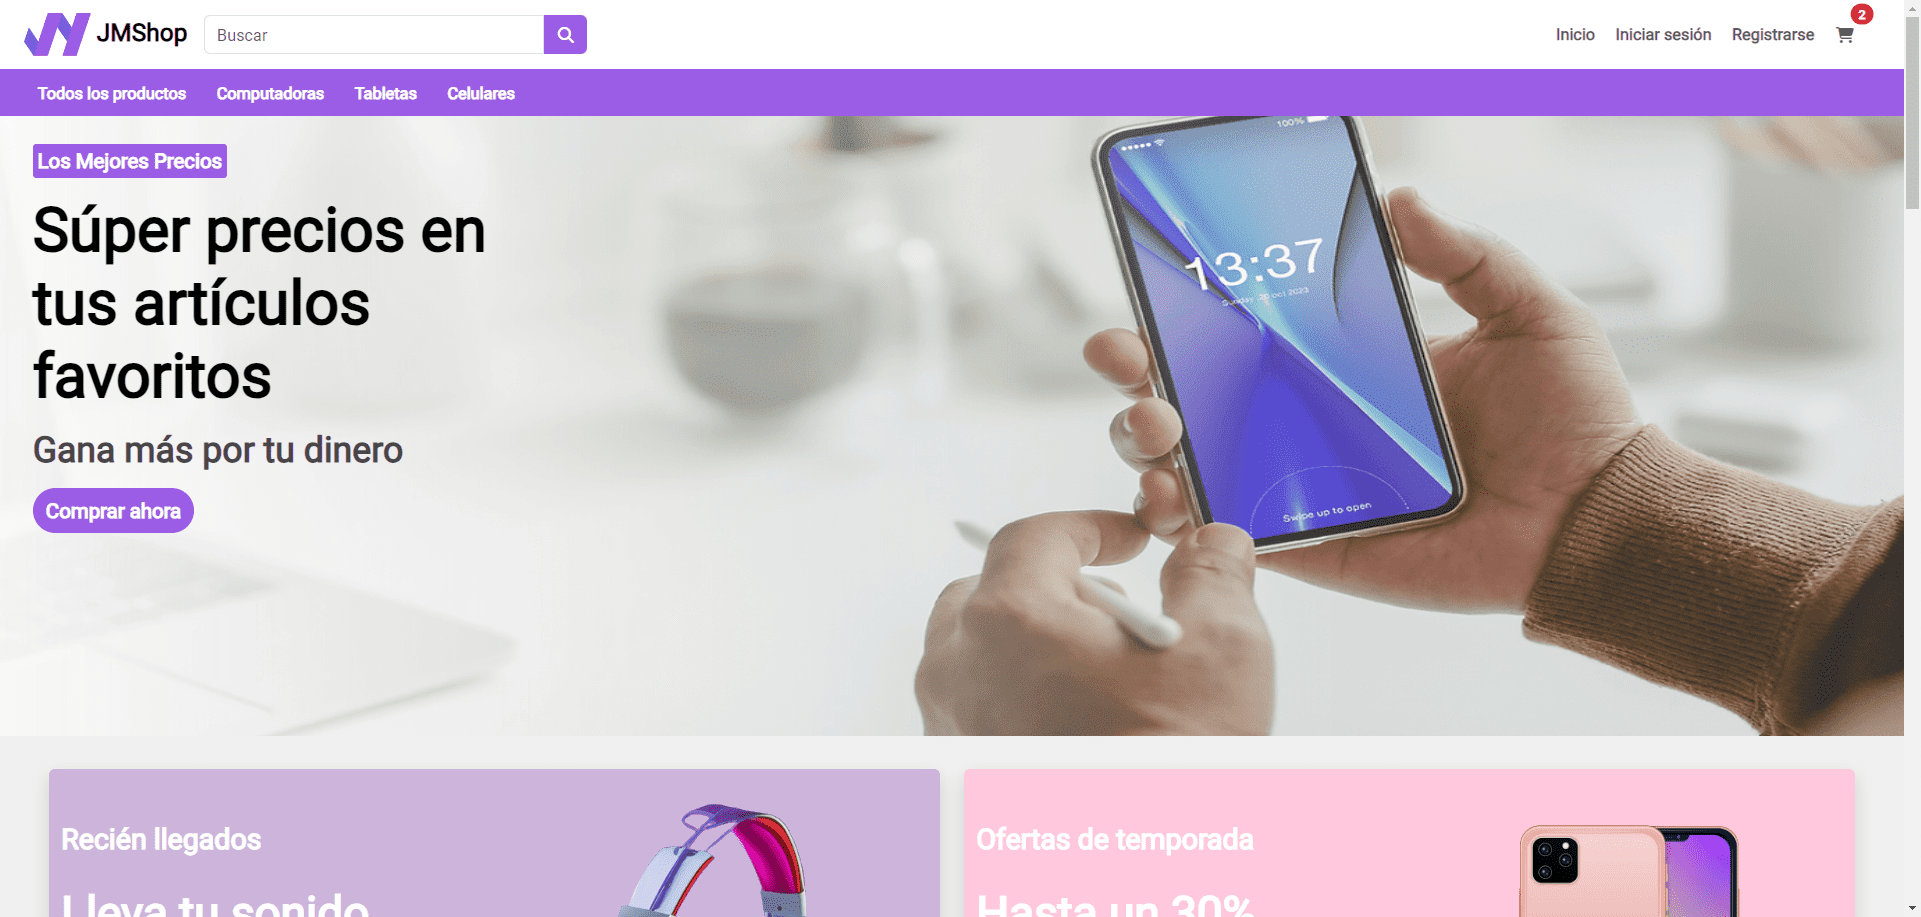 JMShop
Buscar
Inicio
Iniciar sesión
Registrarse
2
Todos los productos
Computadoras
Tabletas
Celulares
Los Mejores Precios
Súper precios en
tus artículos
favoritos
Gana más por tu dinero
Comprar ahora
100%
13:37
Swipe up to open
Recién llegados
Lleva tu sonido
Ofertas de temporada
Hasta un 30%